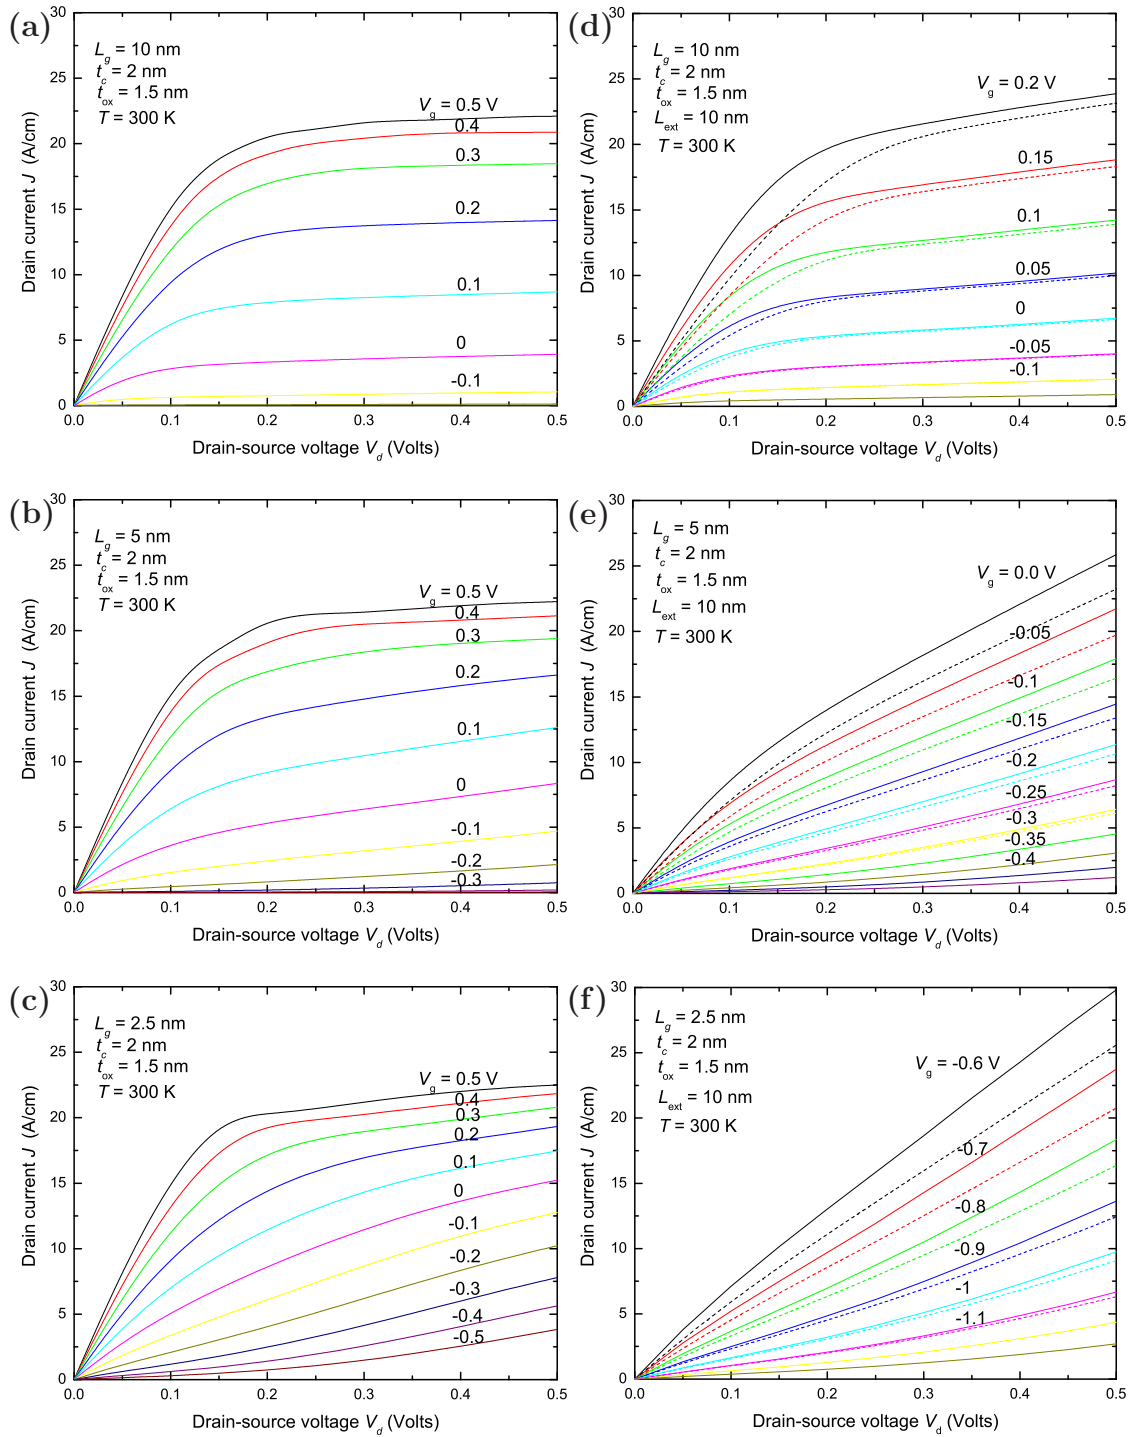 (a)
30
25
20
15
10
5
0
L_g = 10 nm
t_c = 2 nm
t_ox = 1.5 nm
T = 300 K
V_g = 0.5 V
0.4
0.3
0.2
0.1
0
-0.1
0.0 0.1 0.2 0.3 0.4 0.5
Drain current J (A/cm)
Drain-source voltage V_d (Volts)
(d)
30
25
20
15
10
5
0
L_g = 10 nm
t_c = 2 nm
t_ox = 1.5 nm
L_ext = 10 nm
T = 300 K
V_g = 0.2 V
0.15
0.1
0.05
0
-0.05
-0.1
0.0 0.1 0.2 0.3 0.4 0.5
Drain current J (A/cm)
Drain-source voltage V_d (Volts)
(b)
30
25
20
15
10
5
0
L_g = 5 nm
t_c = 2 nm
t_ox = 1.5 nm
T = 300 K
V_g = 0.5 V
0.4
0.3
0.2
0.1
0
-0.1
-0.2
-0.3
0.0 0.1 0.2 0.3 0.4 0.5
Drain current J (A/cm)
Drain-source voltage V_d (Volts)
(e)
30
25
20
15
10
5
0
L_g = 5 nm
t_c = 2 nm
t_ox = 1.5 nm
L_ext = 10 nm
T = 300 K
V_g = 0.0 V
-0.05
-0.1
-0.15
-0.2
-0.25
-0.3
-0.35
-0.4
0.0 0.1 0.2 0.3 0.4 0.5
Drain current J (A/cm)
Drain-source voltage V_d (Volts)
(c)
30
25
20
15
10
5
0
L_g = 2.5 nm
t_c = 2 nm
t_ox = 1.5 nm
T = 300 K
V_g = 0.5 V
0.4
0.3
0.2
0.1
0
-0.1
-0.2
-0.3
-0.4
-0.5
0.0 0.1 0.2 0.3 0.4 0.5
Drain current J (A/cm)
Drain-source voltage V_d (Volts)
(f)
30
25
20
15
10
5
0
L_g = 2.5 nm
t_c = 2 nm
t_ox = 1.5 nm
L_ext = 10 nm
T = 300 K
V_g = -0.6 V
-0.7
-0.8
-0.9
-1
-1.1
0.0 0.1 0.2 0.3 0.4 0.5
Drain current J (A/cm)
Drain-source voltage V_d (Volts)